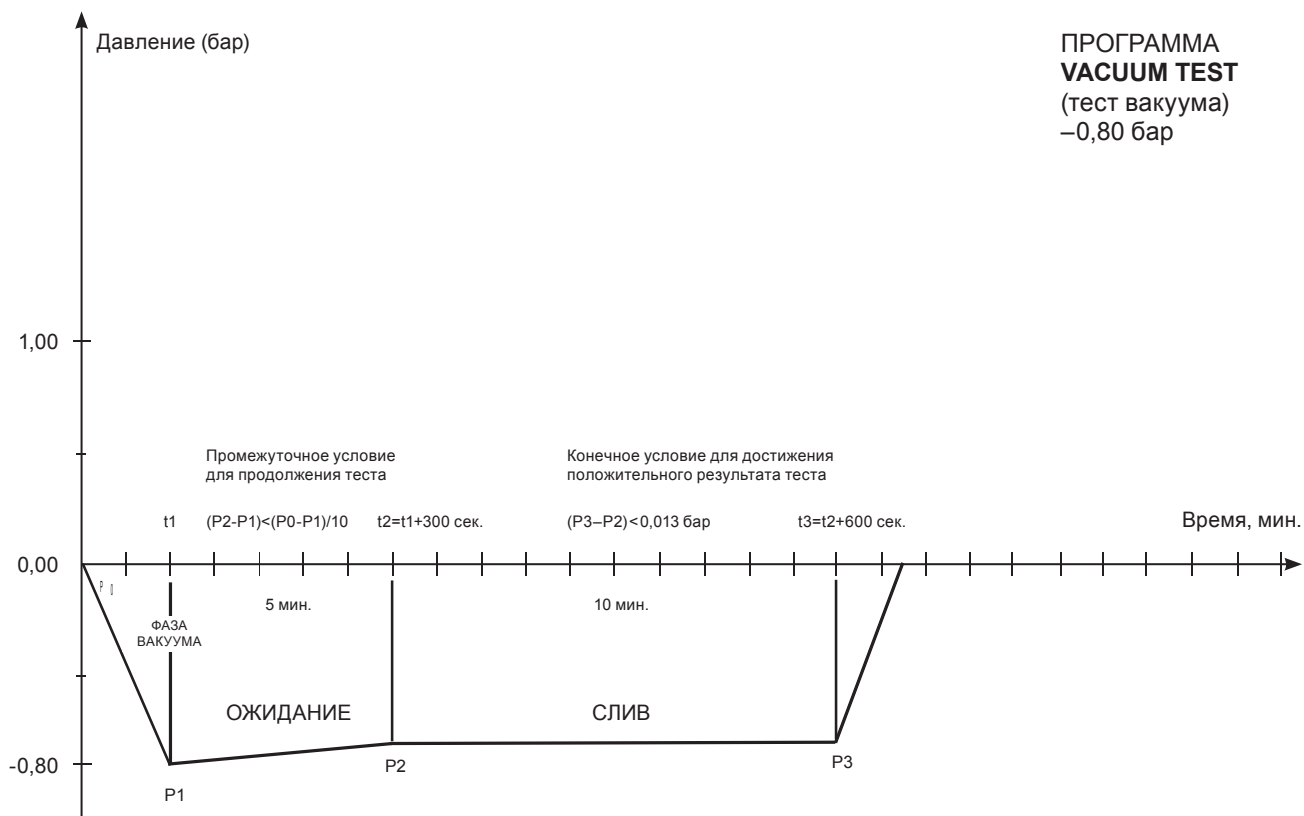 Давление (бар)
ПРОГРАММА
VACUUM TEST
(тест вакуума)
–0,80 бар
1,00
Промежуточное условие
для продолжения теста
Конечное условие для достижения
положительного результата теста
t1
(P2-P1)<(P0-P1)/10
t2=t1+300 сек.
(P3–P2)<0,013 бар
t3=t2+600 сек.
Время, мин.
0,00
P 0
5 мин.
10 мин.
ФАЗА
ВАКУУМА
ОЖИДАНИЕ
СЛИВ
-0,80
P1
P2
P3